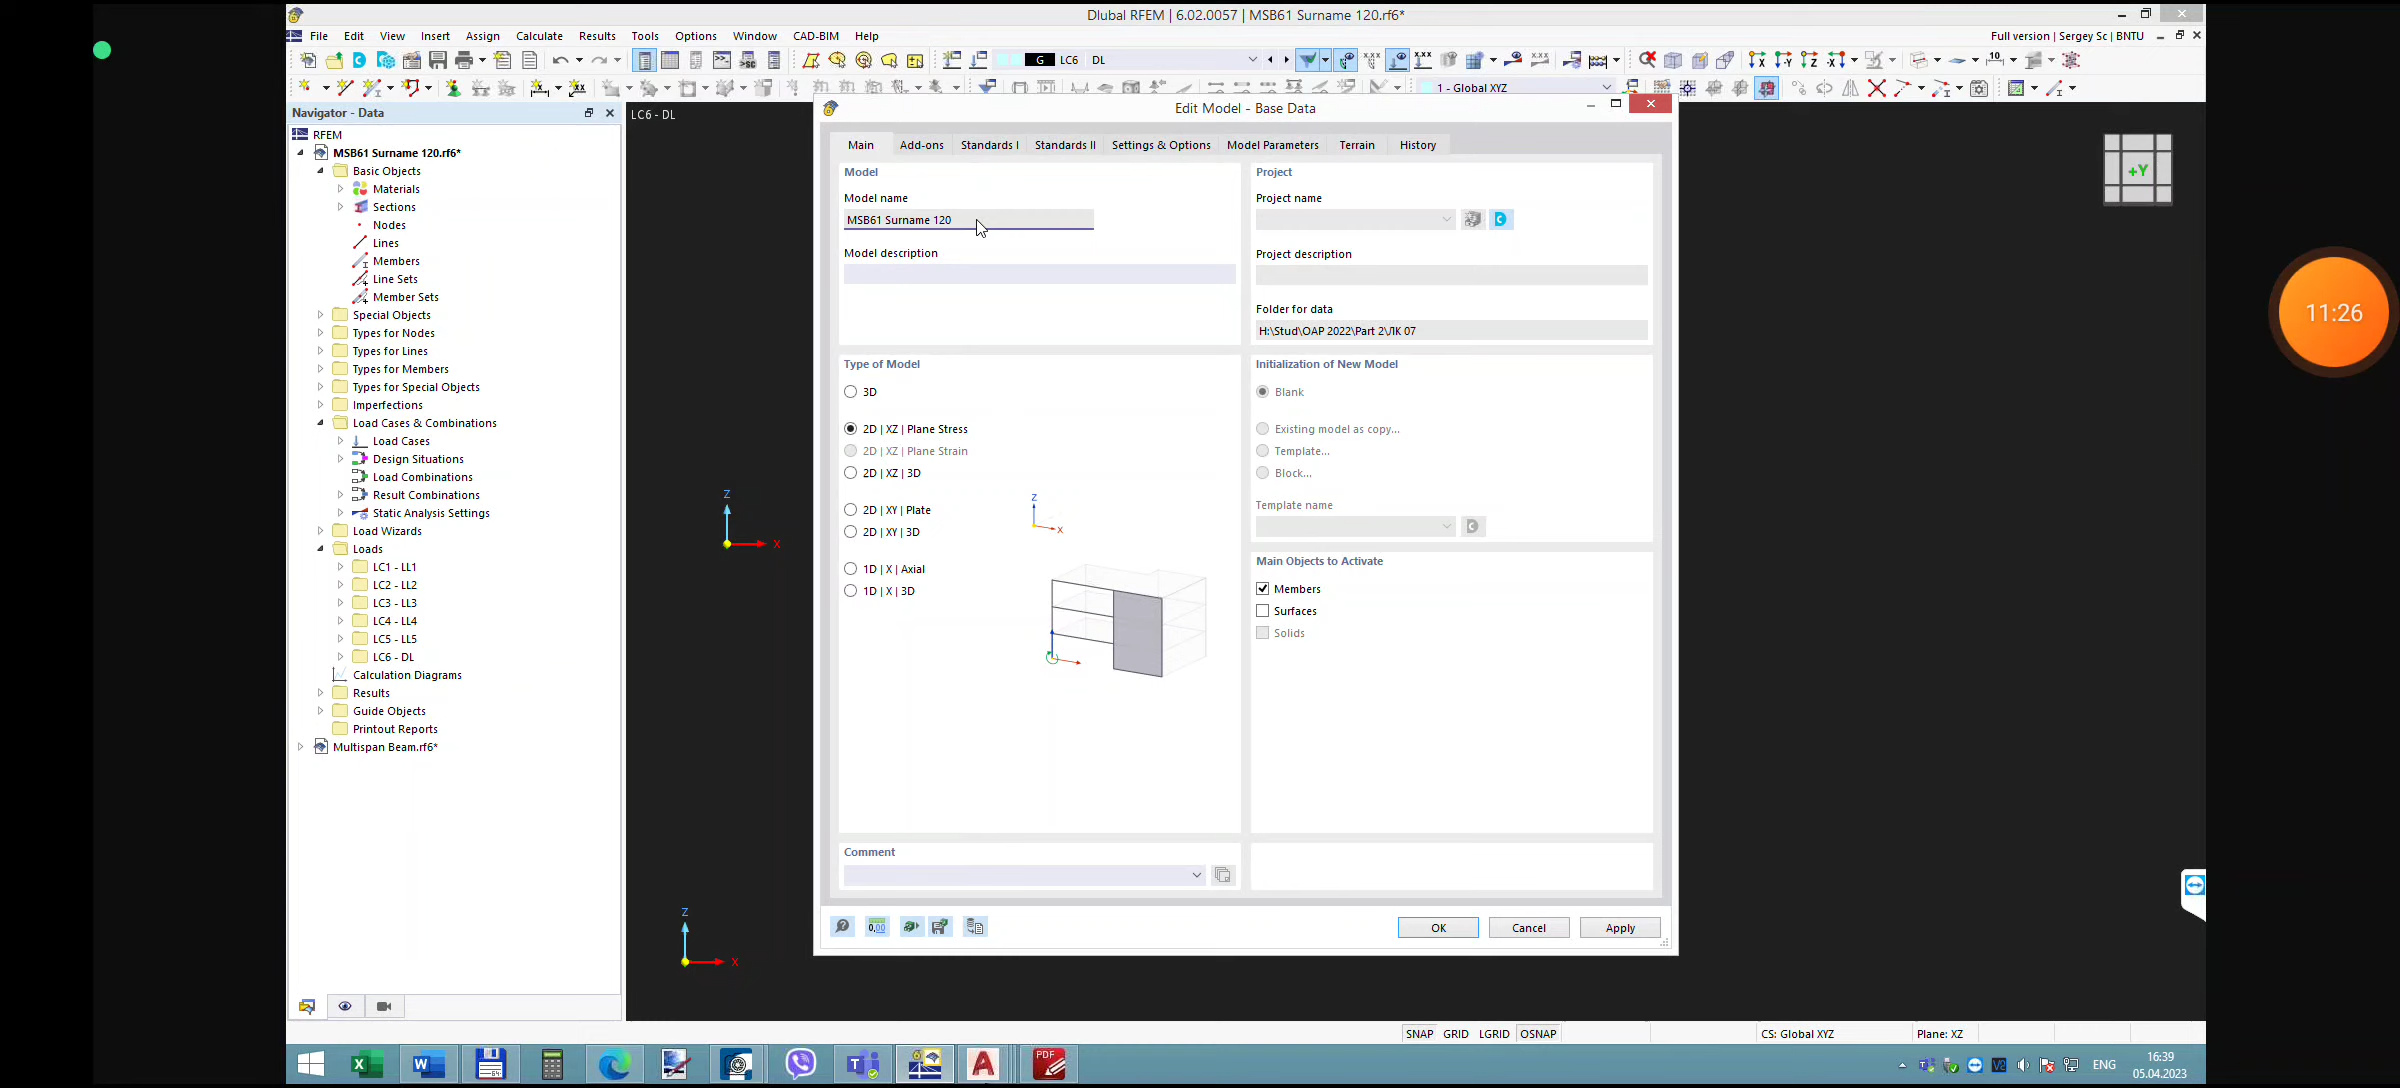 Dlubal RFEM | 6.02.0057 | MSB61 Surname 120.rf6*
File Edit View Insert Assign Calculate Results Tools Options Window CAD-BIM Help
Full version | Sergey Sc | BNTU
G LC6 DL
1 - Global XYZ
Navigator - Data
RFEM
MSB61 Surname 120.rf6*
Basic Objects
Materials
Sections
Nodes
Lines
Members
Line Sets
Member Sets
Special Objects
Types for Nodes
Types for Lines
Types for Members
Types for Special Objects
Imperfections
Load Cases & Combinations
Load Cases
Design Situations
Load Combinations
Result Combinations
Static Analysis Settings
Load Wizards
Loads
LC1 - LL1
LC2 - LL2
LC3 - LL3
LC4 - LL4
LC5 - LL5
LC6 - DL
Calculation Diagrams
Results
Guide Objects
Printout Reports
Multispan Beam.rf6*
LC6 - DL
Z
X
Z
X
Edit Model - Base Data
Main Add-ons Standards I Standards II Settings & Options Model Parameters Terrain History
Model
Model name
MSB61 Surname 120
Model description
Type of Model
3D
2D | XZ | Plane Stress
2D | XZ | Plane Strain
2D | XZ | 3D
2D | XY | Plate
2D | XY | 3D
1D | X | Axial
1D | X | 3D
Z
X
Comment
Project
Project name
Project description
Folder for data
H:\Stud\OAP 2022\Part 2\ЛК 07
Initialization of New Model
Blank
Existing model as copy...
Template...
Block...
Template name
Main Objects to Activate
Members
Surfaces
Solids
OK Cancel Apply
+Y
11:26
SNAP GRID LGRID OSNAP
CS: Global XYZ
Plane: XZ
PDF
ENG
16:39
05.04.2023